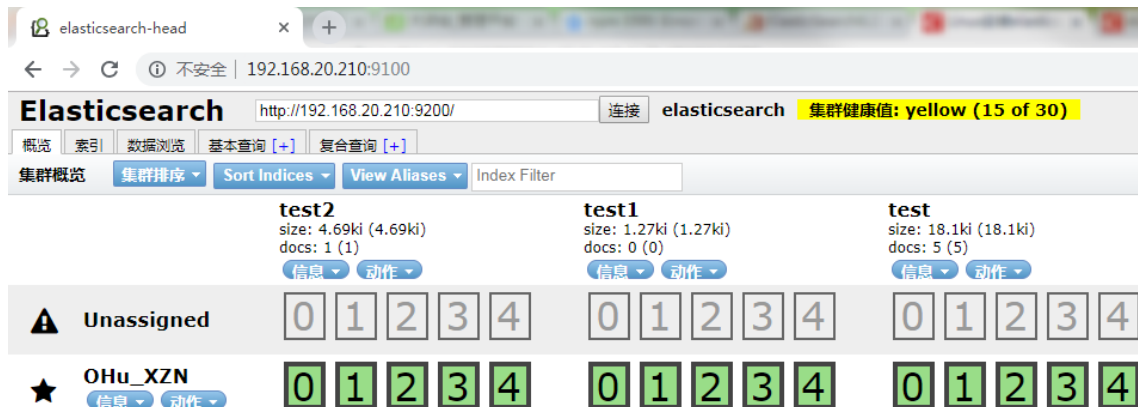 elasticsearch-head
不安全 | 192.168.20.210:9100
Elasticsearch http://192.168.20.210:9200/ 连接 elasticsearch 集群健康值: yellow (15 of 30)
概览 索引 数据浏览 基本查询 [+] 复合查询 [+]
集群概览 集群排序 Sort Indices View Aliases Index Filter
test2 test1 test
size: 4.69ki (4.69ki) size: 1.27ki (1.27ki) size: 18.1ki (18.1ki)
docs: 1 (1) docs: 0 (0) docs: 5 (5)
信息 动作 信息 动作 信息 动作
Unassigned 0 1 2 3 4 0 1 2 3 4 0 1 2 3 4
OHu_XZN 0 1 2 3 4 0 1 2 3 4 0 1 2 3 4
信息 动作